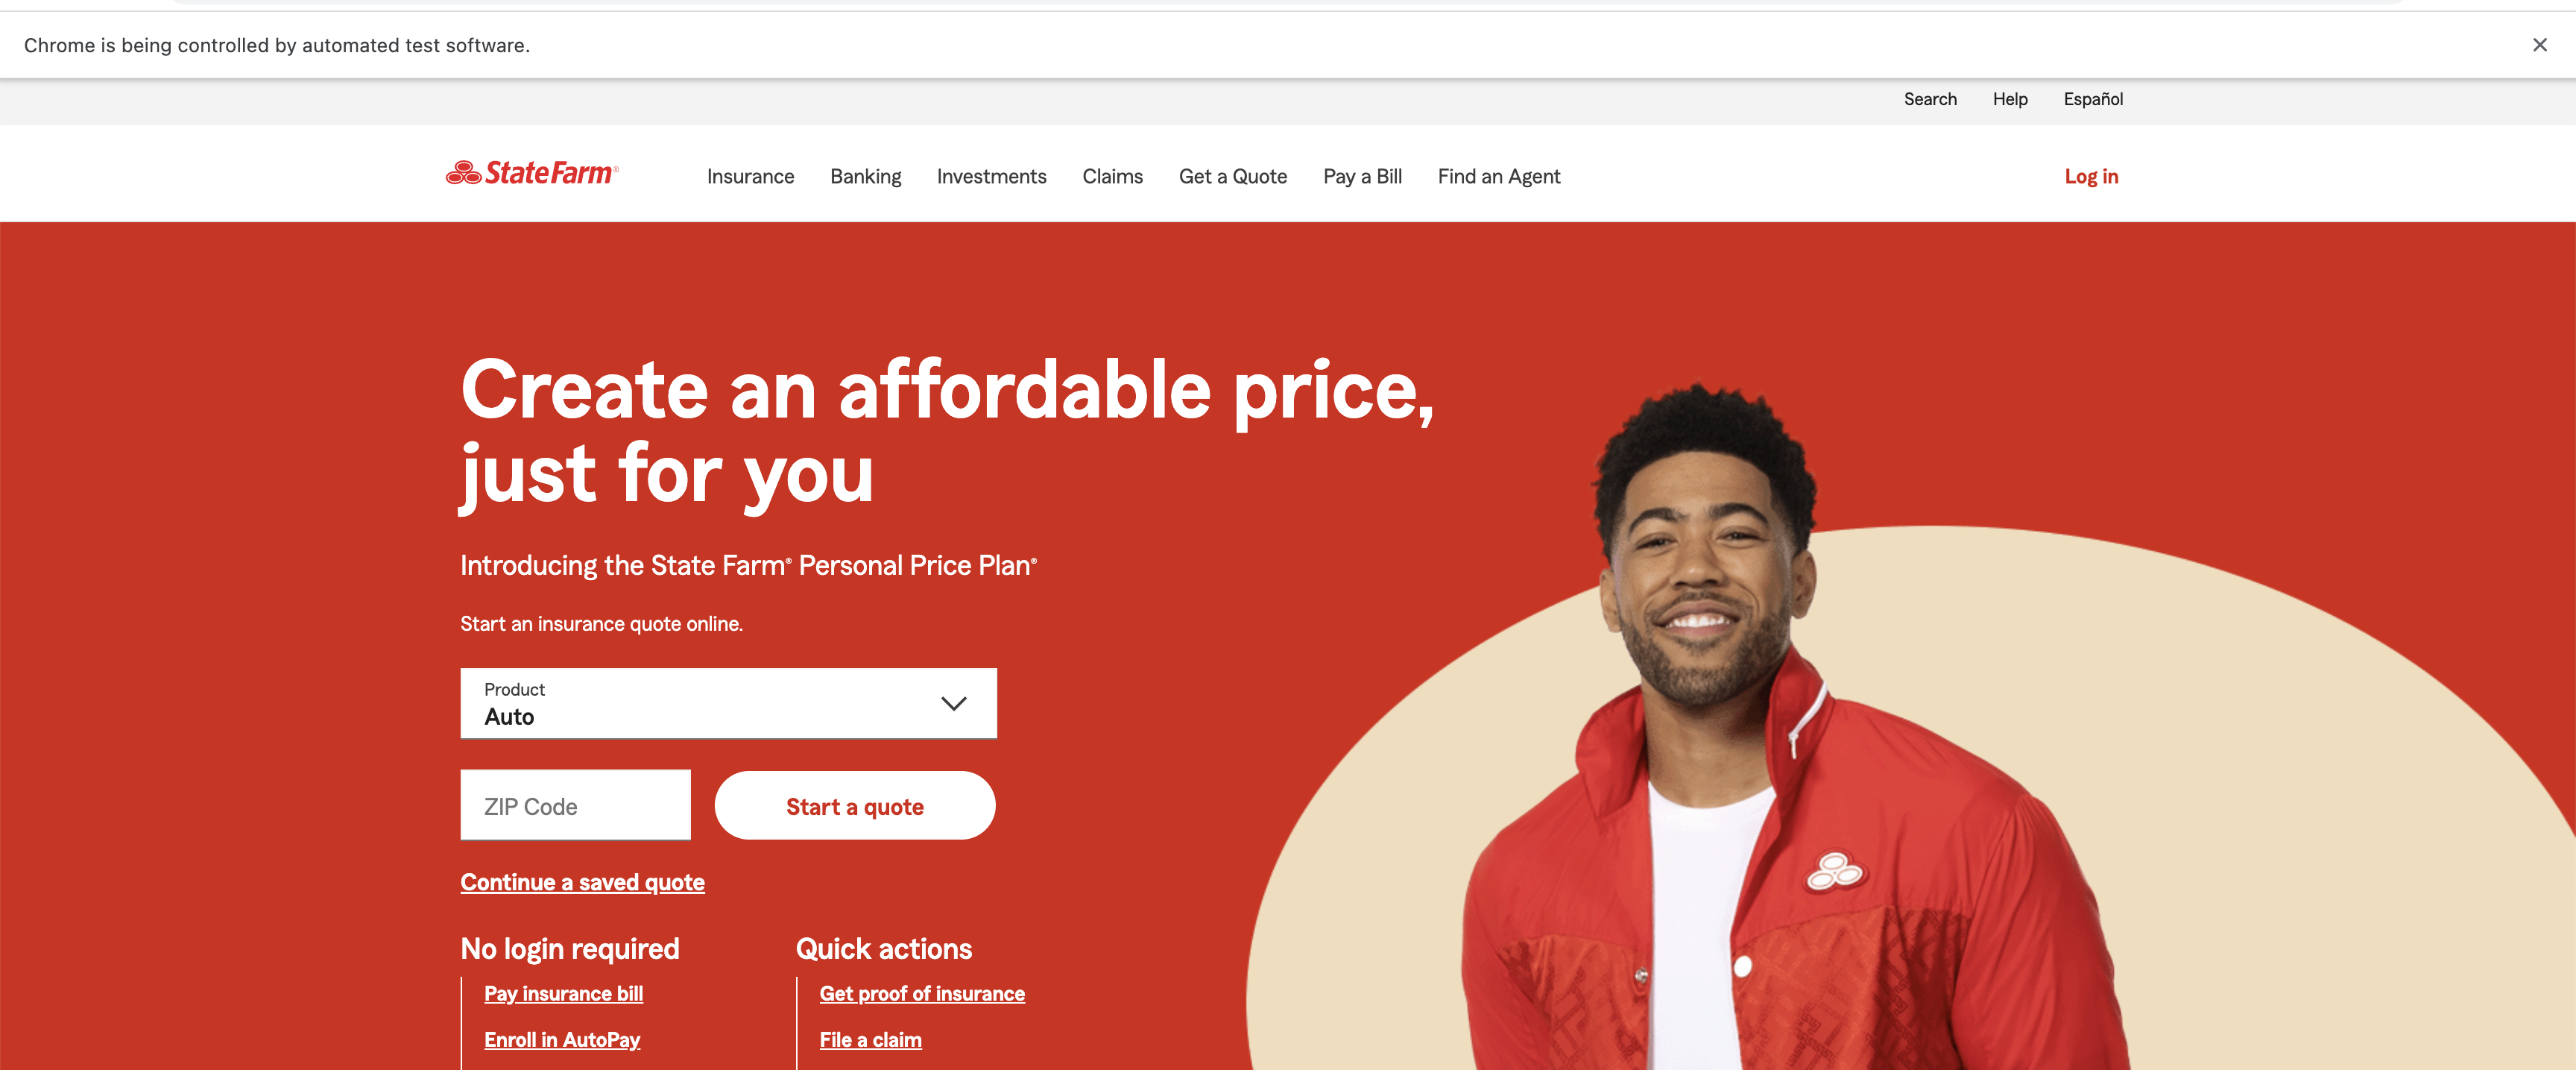 Chrome is being controlled by automated test software.
Search Help Español
StateFarm®
Insurance Banking Investments Claims Get a Quote Pay a Bill Find an Agent Log in
Create an affordable price,
just for you
Introducing the State Farm® Personal Price Plan®
Start an insurance quote online.
Product
Auto
ZIP Code
Start a quote
Continue a saved quote
No login required
Pay insurance bill
Enroll in AutoPay
Quick actions
Get proof of insurance
File a claim